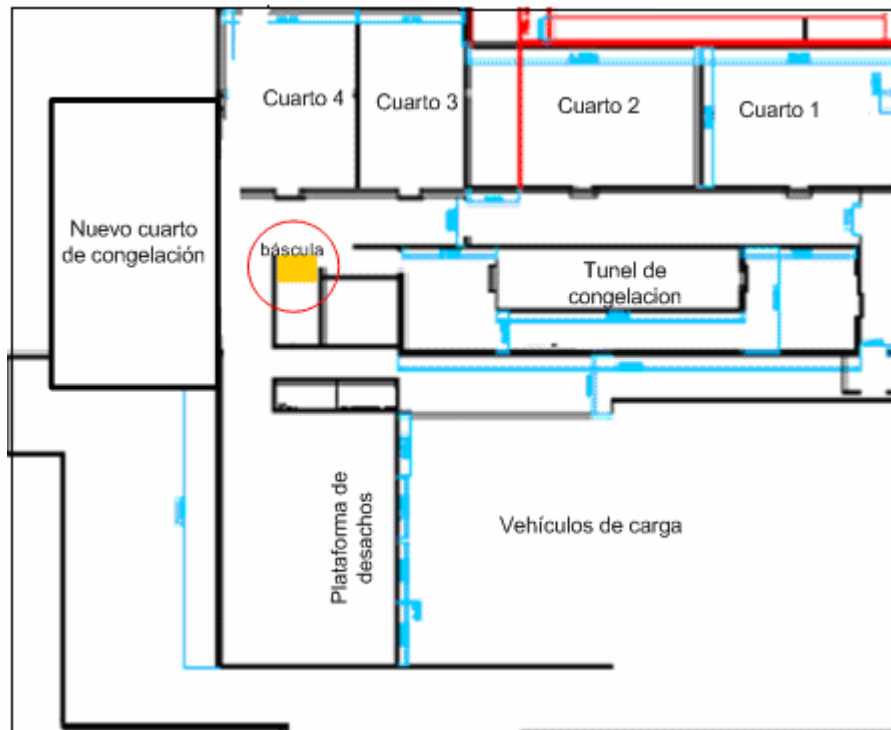 Cuarto 4
Cuarto 3
Cuarto 2
Cuarto 1
Nuevo cuarto
de congelación
báscula
Tunel de
congelacion
Plataforma de
desachos
Vehículos de carga